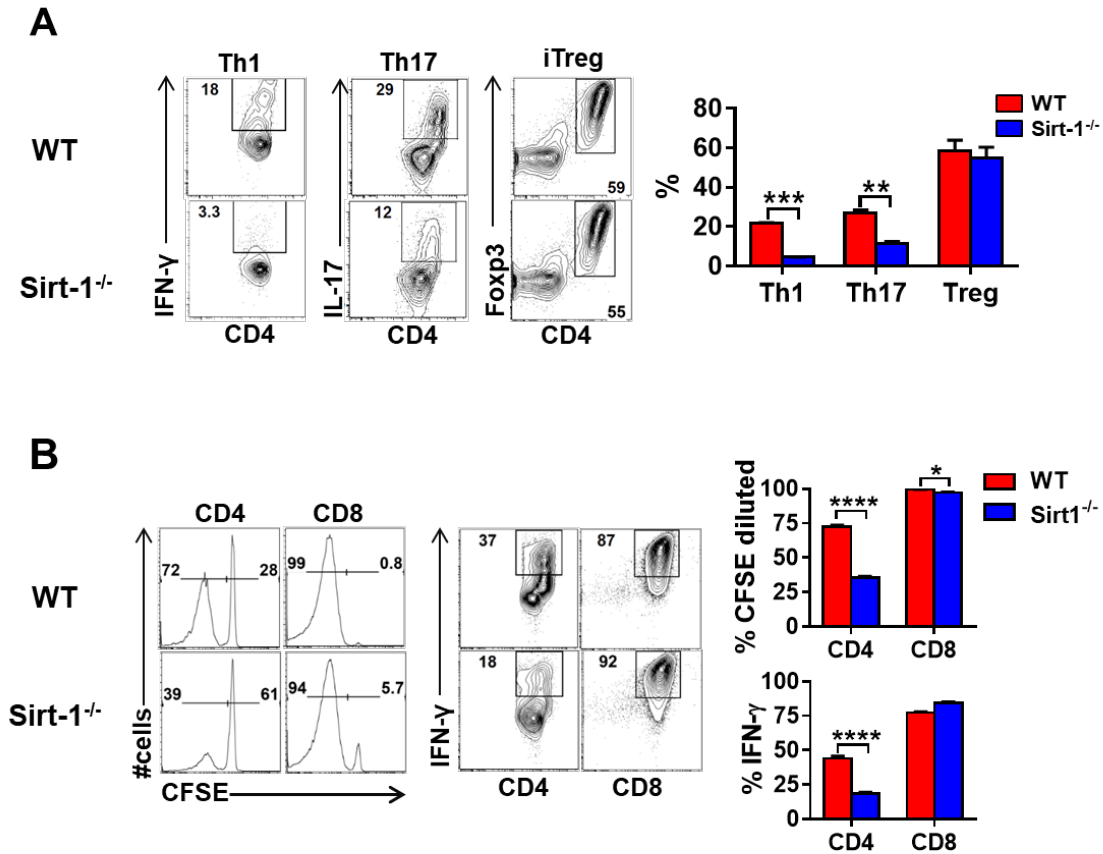 A
Th1
Th17
iTreg
WT
18
29
59
Sirt-1-/-
3.3
12
55
IFN-γ
IL-17
Foxp3
CD4
CD4
CD4
80
60
40
20
0
%
***
**
WT
Sirt-1-/-
Th1
Th17
Treg
B
CD4
CD8
WT
72
28
99
0.8
37
87
Sirt-1-/-
39
61
94
5.7
18
92
#cells
CFSE
IFN-γ
CD4
CD8
% CFSE diluted
100
75
50
25
0
****
*
WT
Sirt1-/-
CD4
CD8
% IFN-γ
100
75
50
25
0
****
CD4
CD8